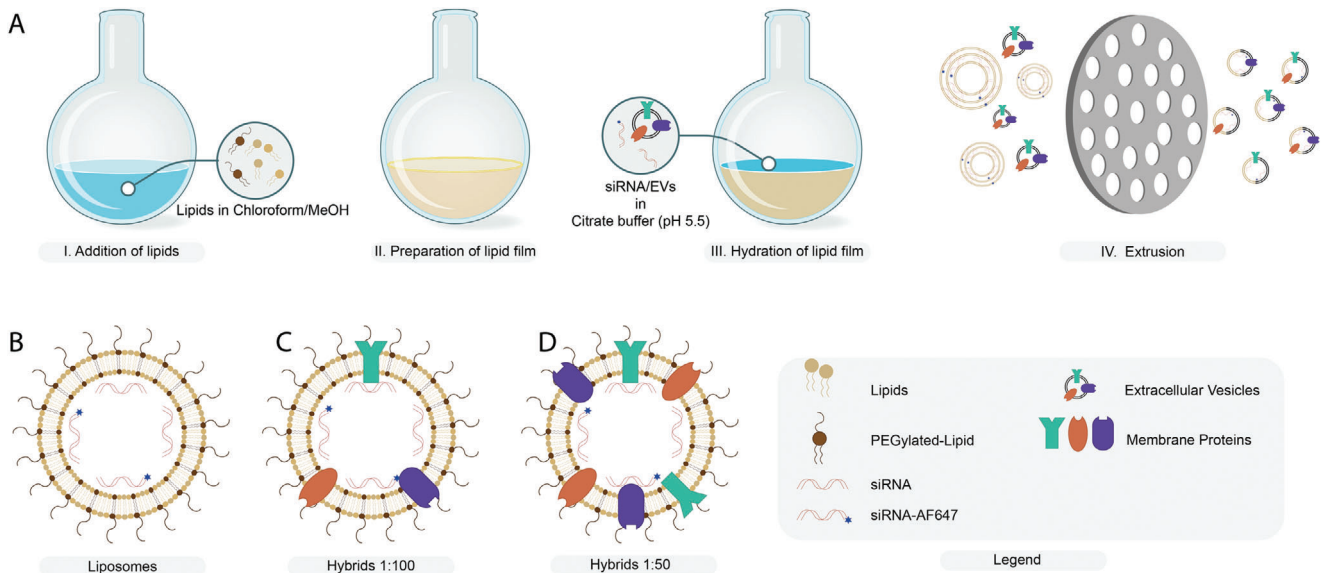 A
Lipids in Chloroform/MeOH
siRNA/EVs
in
Citrate buffer (pH 5.5)
I. Addition of lipids
II. Preparation of lipid film
III. Hydration of lipid film
IV. Extrusion
B
C
D
Lipids
Extracellular Vesicles
PEGylated-Lipid
Membrane Proteins
siRNA
siRNA-AF647
Liposomes
Hybrids 1:100
Hybrids 1:50
Legend